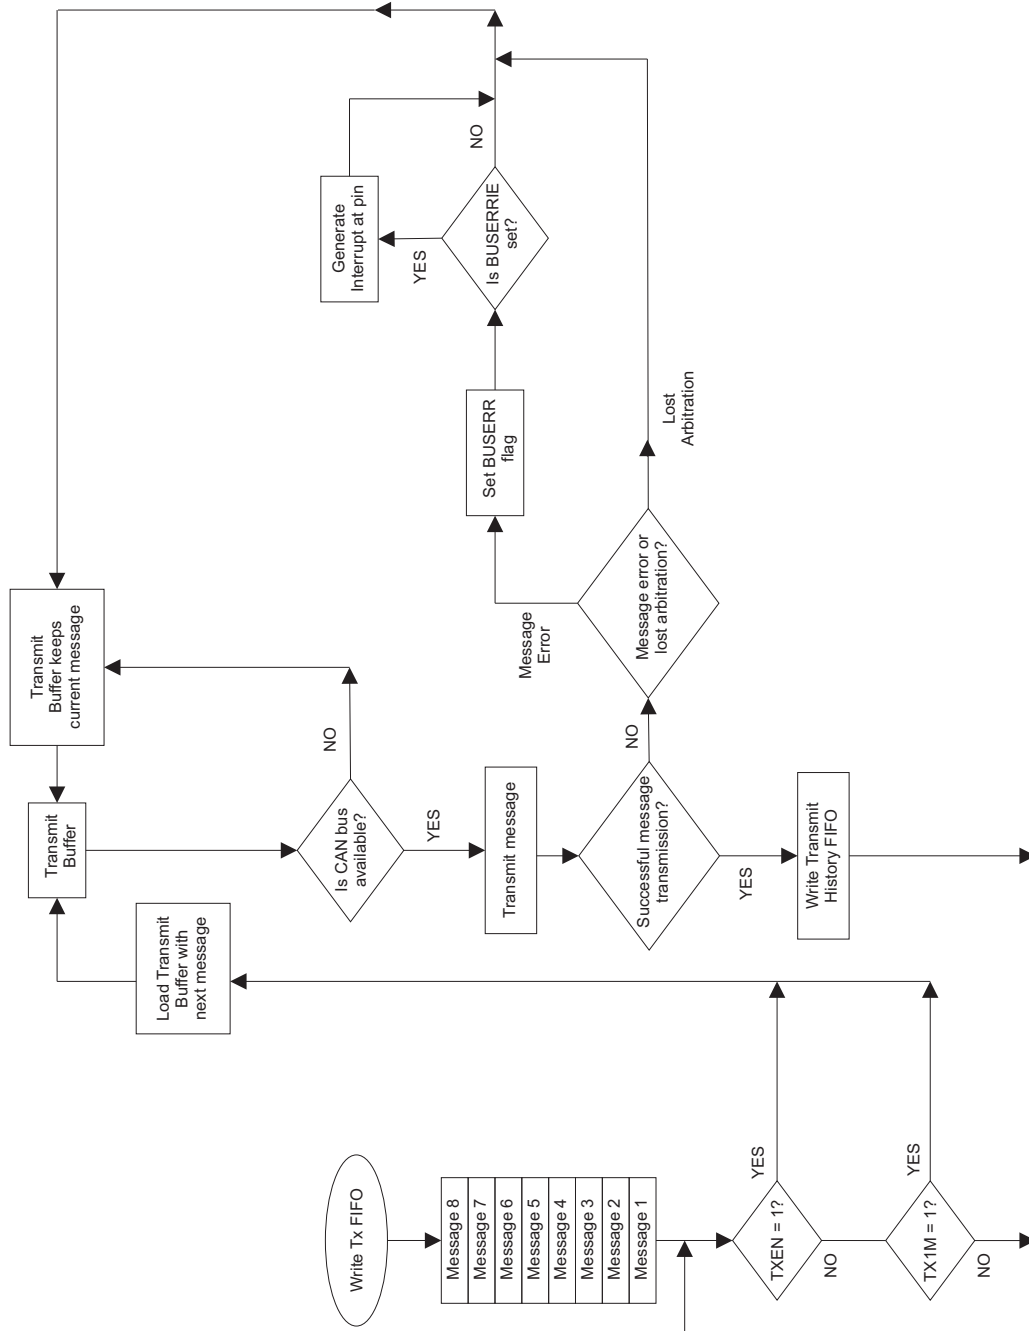 Write Tx FIFO
Message 8
Message 7
Message 6
Message 5
Message 4
Message 3
Message 2
Message 1
TXEN = 1?
YES
NO
TX1M = 1?
YES
NO
Load Transmit
Buffer with
next message
Transmit
Buffer
Transmit
Buffer keeps
current message
Is CAN bus
available?
NO
YES
Transmit message
Successful message
transmission?
NO
YES
Write Transmit
History FIFO
Message error or
lost arbitration?
Message
Error
Lost
Arbitration
Set BUSERR
flag
Is BUSERRIE
set?
YES
NO
Generate
Interrupt at pin